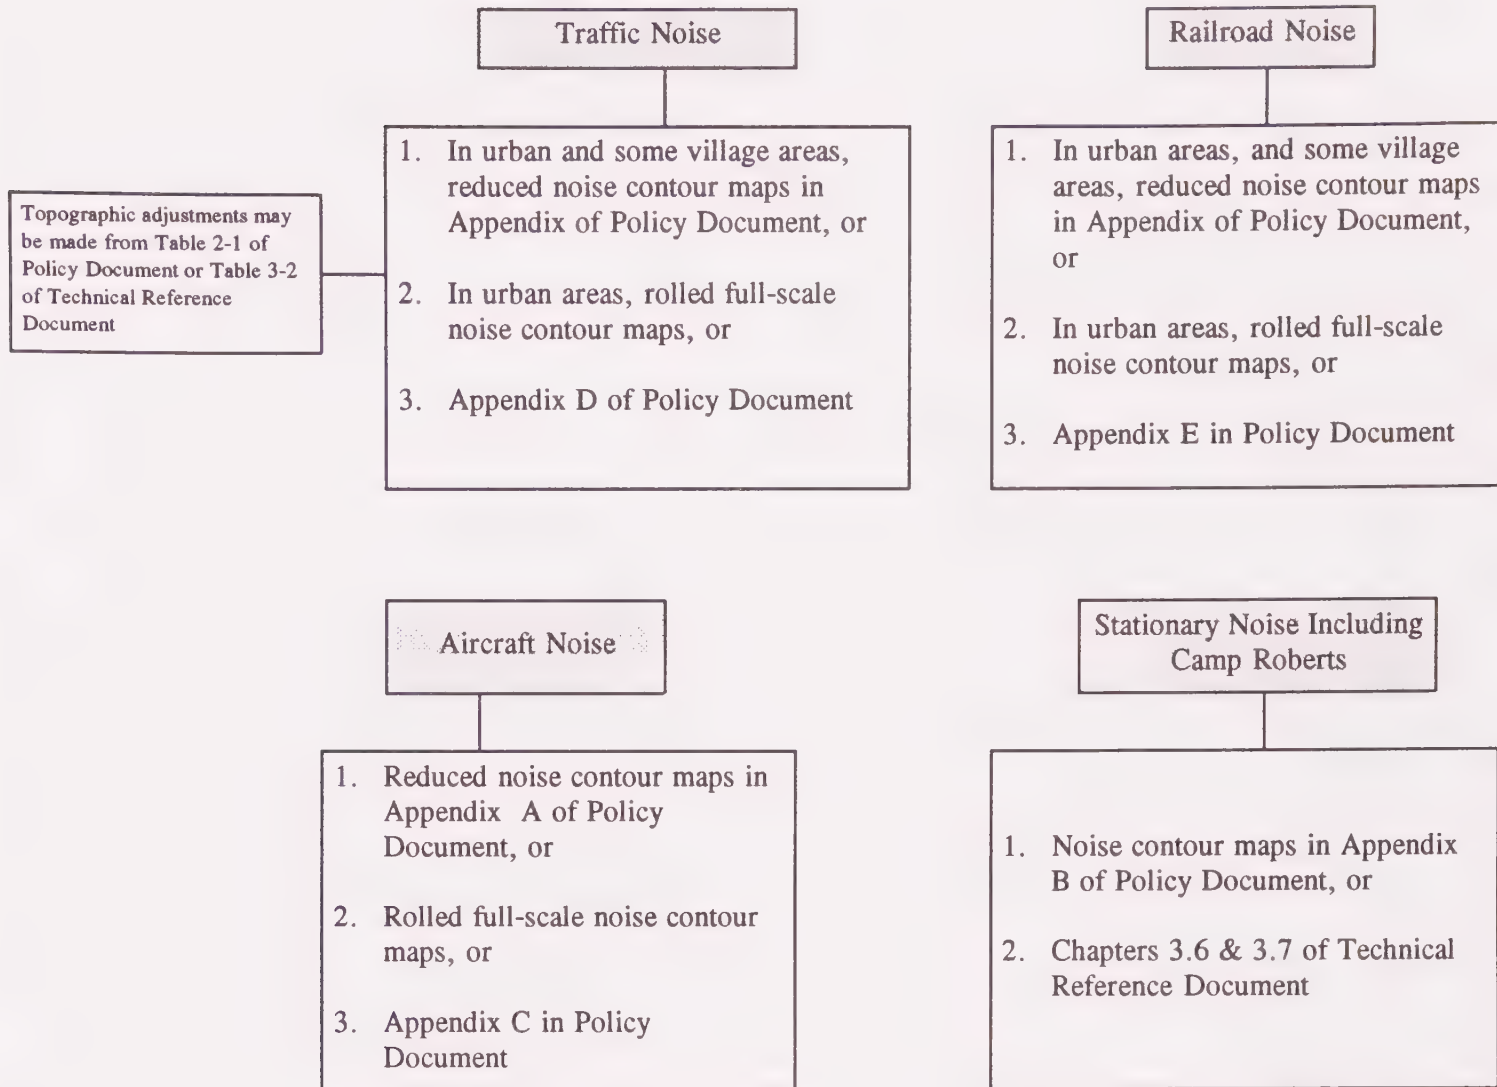 Traffic Noise
1. In urban and some village areas,
reduced noise contour maps in
Appendix of Policy Document, or
2. In urban areas, rolled full-scale
noise contour maps, or
3. Appendix D of Policy Document
Topographic adjustments may
be made from Table 2-1 of
Policy Document or Table 3-2
of Technical Reference
Document
Railroad Noise
1. In urban areas, and some village
areas, reduced noise contour maps
in Appendix of Policy Document,
or
2. In urban areas, rolled full-scale
noise contour maps, or
3. Appendix E in Policy Document
Aircraft Noise
1. Reduced noise contour maps in
Appendix A of Policy
Document, or
2. Rolled full-scale noise contour
maps, or
3. Appendix C in Policy
Document
Stationary Noise Including
Camp Roberts
1. Noise contour maps in Appendix
B of Policy Document, or
2. Chapters 3.6 & 3.7 of Technical
Reference Document